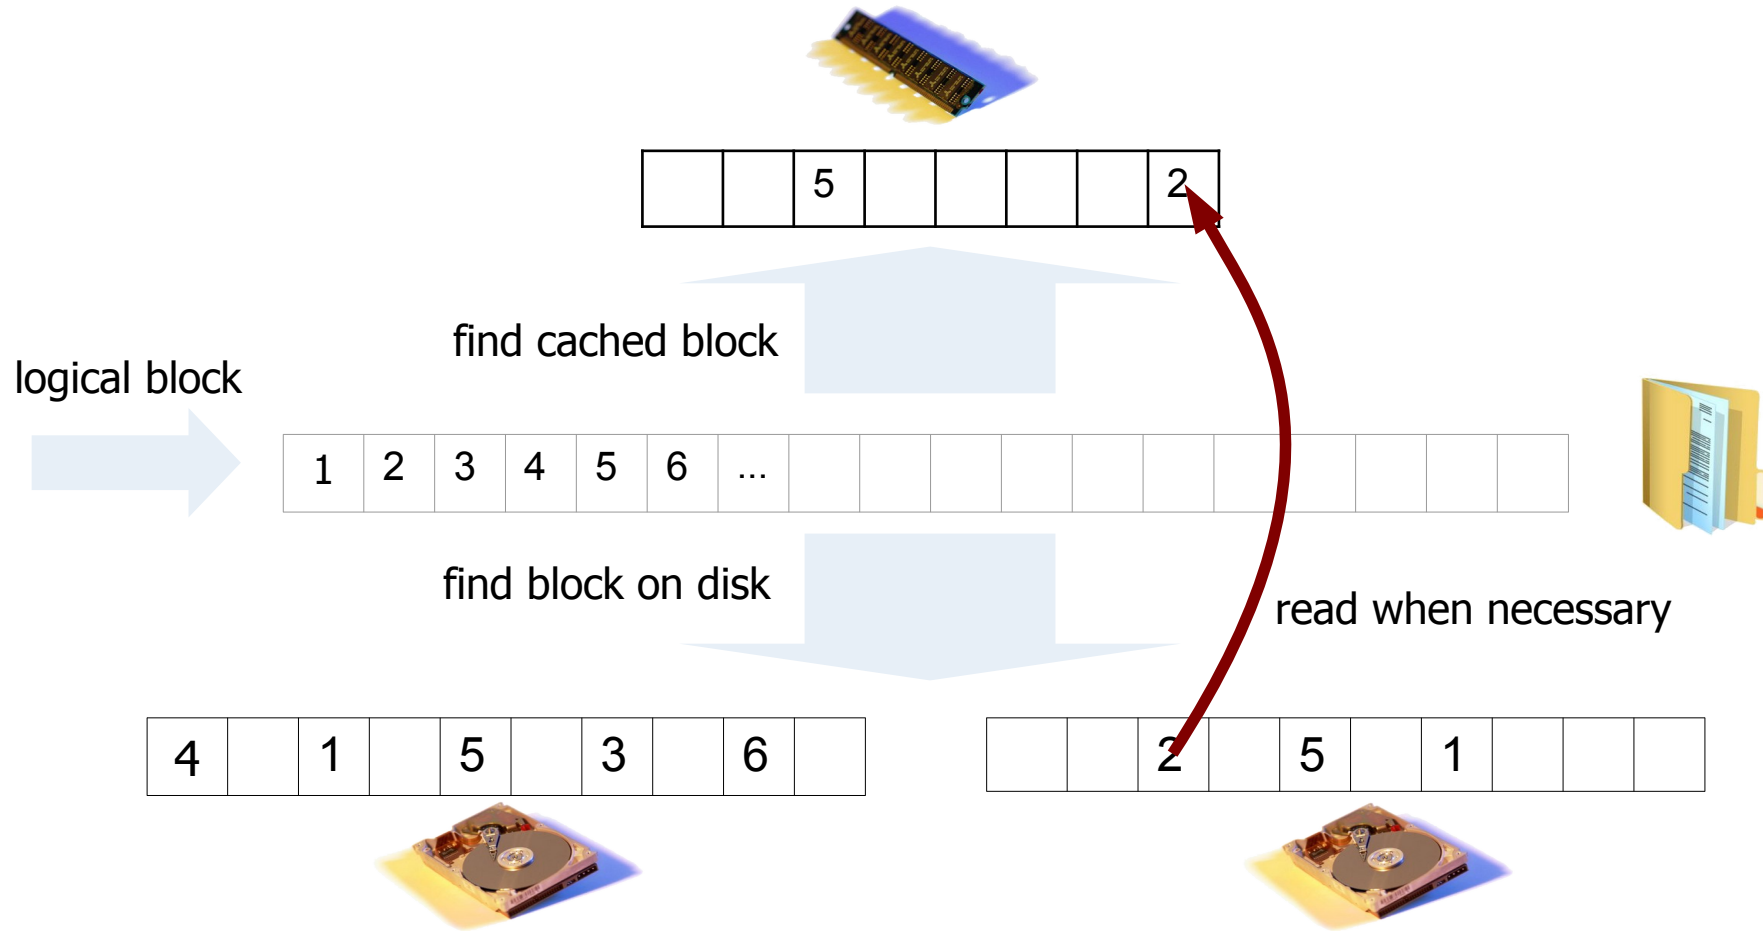 5 2
find cached block
logical block
1 2 3 4 5 6 ...
find block on disk
read when necessary
4 1 5 3 6
2 5 1